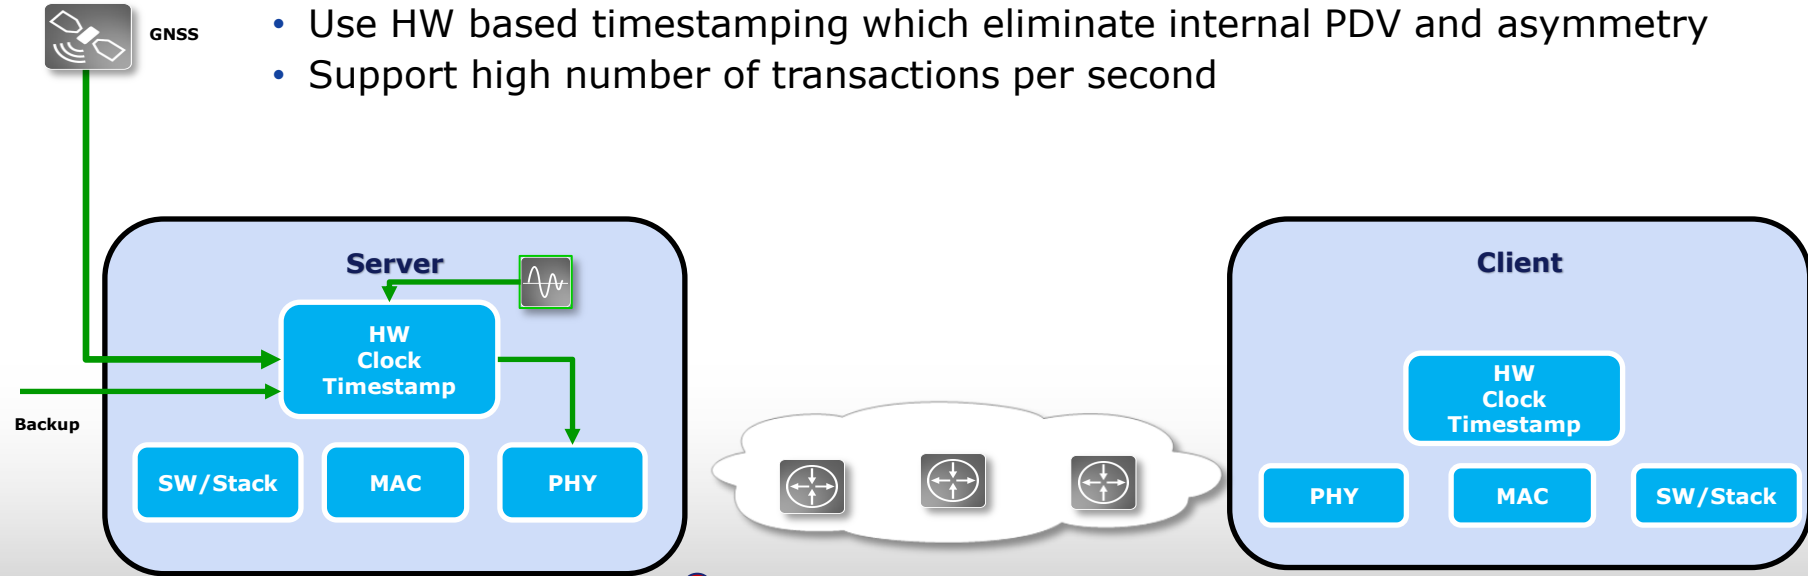 GNSS
• Use HW based timestamping which eliminate internal PDV and asymmetry
• Support high number of transactions per second
Server
HW
Clock
Timestamp
Backup
SW/Stack
MAC
PHY
Client
HW
Clock
Timestamp
PHY
MAC
SW/Stack